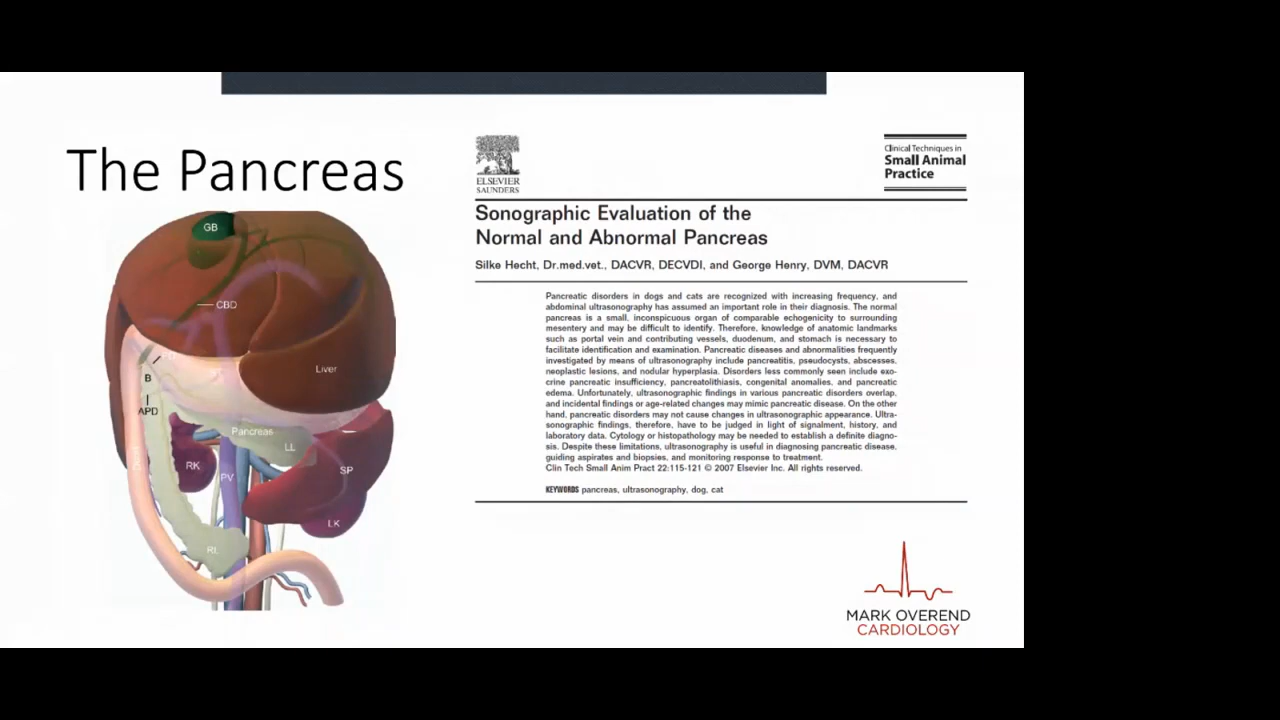 The Pancreas
GB
CBD
Liver
B
APD
Pancreas
LL
RK
PV
SP
LK
RL
ELSEVIER
SAUNDERS
Clinical Techniques in
Small Animal
Practice
Sonographic Evaluation of the
Normal and Abnormal Pancreas
Silke Hecht, Dr.med.vet., DACVR, DECVDI, and George Henry, DVM, DACVR
Pancreatic disorders in dogs and cats are recognized with increasing frequency, and
abdominal ultrasonography has assumed an important role in their diagnosis. The normal
pancreas is a small, inconspicuous organ of comparable echogenicity to surrounding
mesentery and may be difficult to identify. Therefore, knowledge of anatomic landmarks
such as portal vein and contributing vessels, duodenum, and stomach is necessary to
facilitate identification and examination. Pancreatic diseases and abnormalities frequently
investigated by means of ultrasonography include pancreatitis, pseudocysts, abscesses,
neoplastic lesions, and nodular hyperplasia. Disorders less commonly seen include exo-
crine pancreatic insufficiency, pancreatolithiasis, congenital anomalies, and pancreatic
edema. Unfortunately, ultrasonographic findings in various pancreatic disorders overlap,
and incidental findings or age-related changes may mimic pancreatic disease. On the other
hand, pancreatic disorders may not cause changes in ultrasonographic appearance. Ultra-
sonographic findings, therefore, have to be judged in light of signalment, history, and
laboratory data. Cytology or histopathology may be needed to establish a definite diagno-
sis. Despite these limitations, ultrasonography is useful in diagnosing pancreatic disease,
guiding aspirates and biopsies, and monitoring response to treatment.
Clin Tech Small Anim Pract 22:115-121 © 2007 Elsevier Inc. All rights reserved.
KEYWORDS pancreas, ultrasonography, dog, cat
MARK OVEREND
CARDIOLOGY